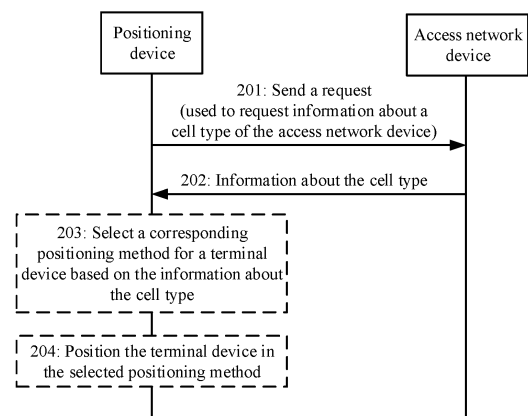 Positioning
device
Access network
device
201: Send a request
(used to request information about a
cell type of the access network device)
202: Information about the cell type
203: Select a corresponding
positioning method for a terminal
device based on the information about
the cell type
204: Position the terminal device in
the selected positioning method